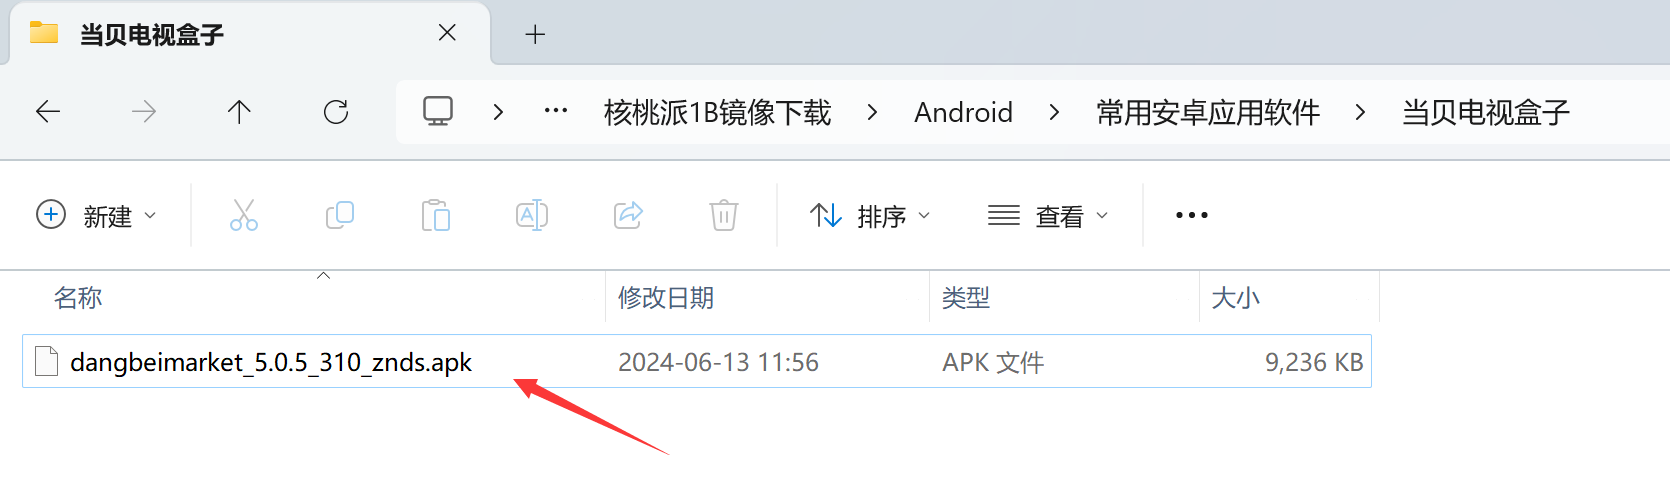 当贝电视盒子
核桃派1B镜像下载 > Android > 常用安卓应用软件 > 当贝电视盒子
新建 排序 查看
名称 修改日期 类型 大小
dangbeimarket_5.0.5_310_znds.apk 2024-06-13 11:56 APK 文件 9,236 KB